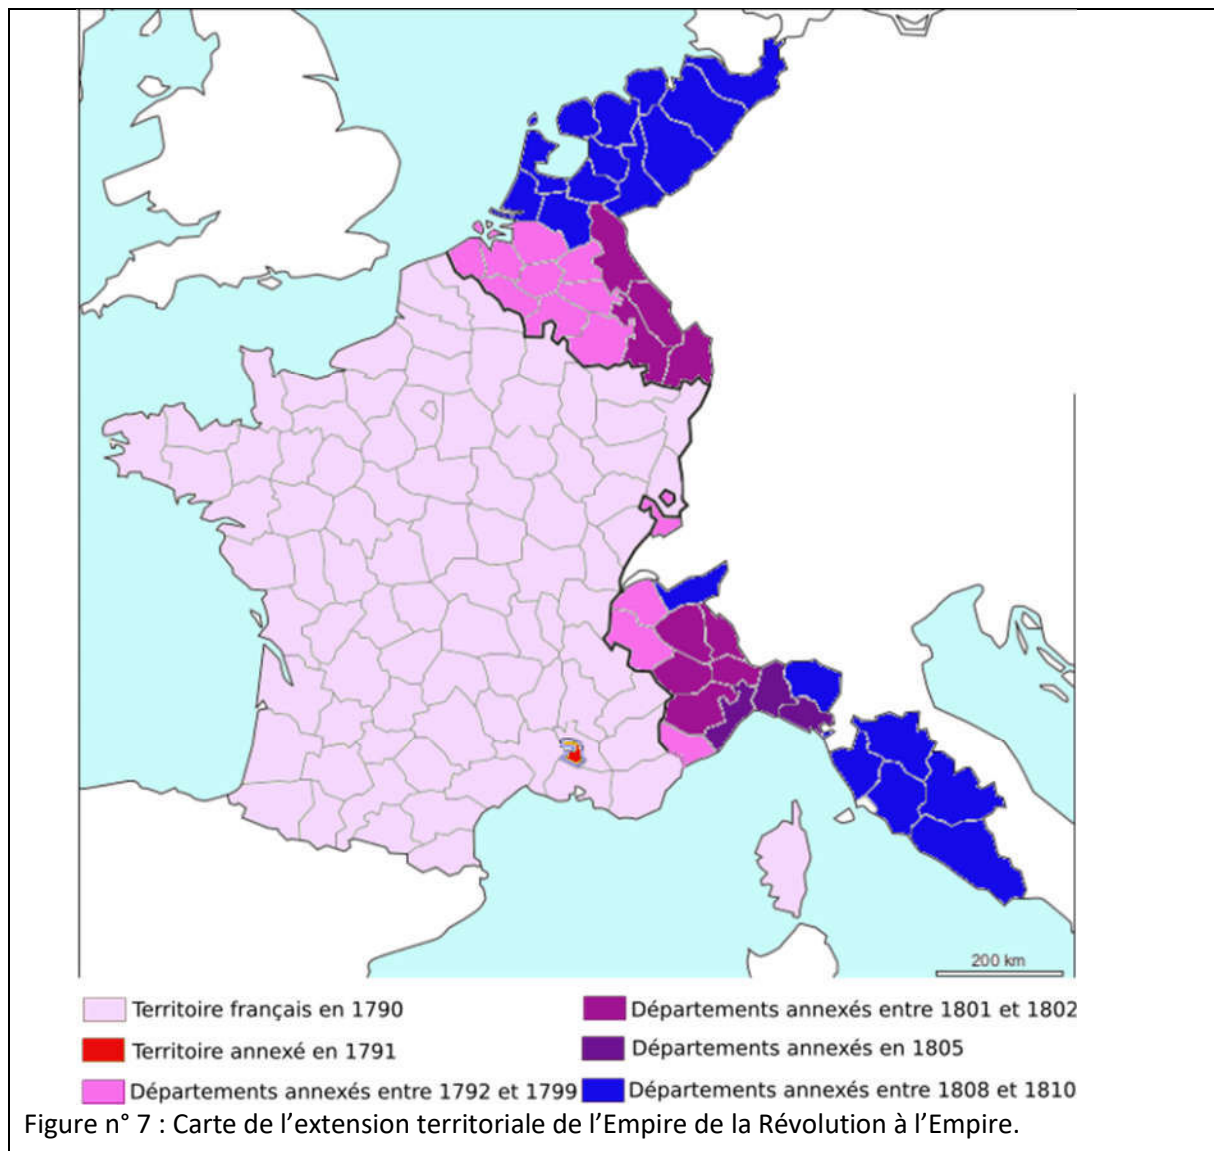 200 km
Territoire français en 1790
Départements annexés entre 1801 et 1802
Territoire annexé en 1791
Départements annexés en 1805
Départements annexés entre 1792 et 1799
Départements annexés entre 1808 et 1810
Figure n° 7 : Carte de l’extension territoriale de l’Empire de la Révolution à l’Empire.